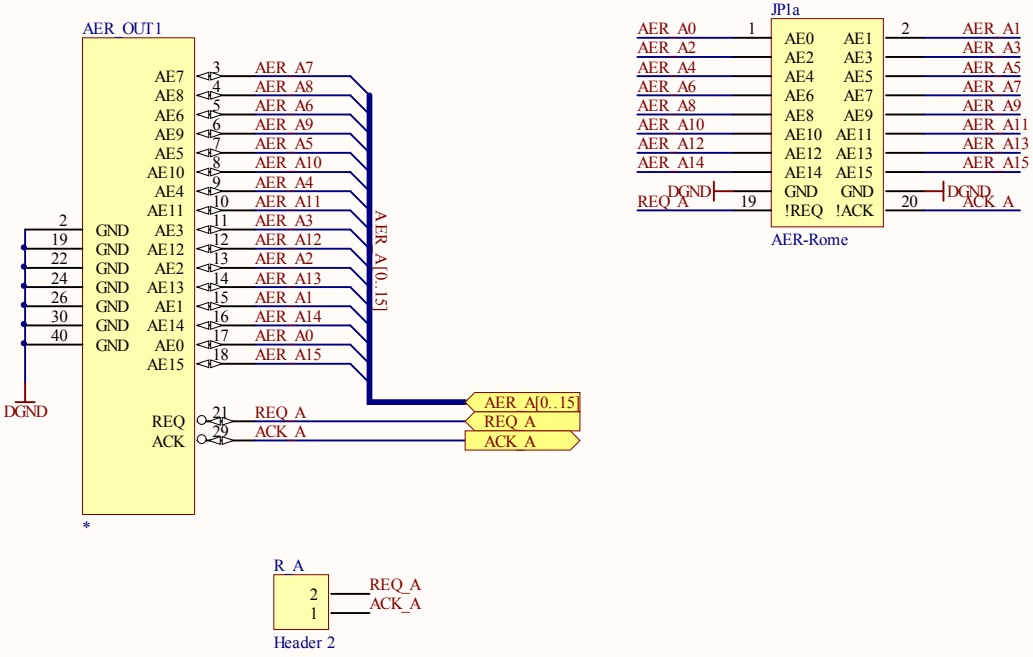 AER_OUT1
AE7 3 AER_A7
AE8 4 AER_A8
AE6 5 AER_A6
AE9 6 AER_A9
AE5 7 AER_A5
AE10 8 AER_A10
AE4 9 AER_A4
AE11 10 AER_A11
2 GND AE3 11 AER_A3
19 GND AE12 12 AER_A12
22 GND AE2 13 AER_A2
24 GND AE13 14 AER_A13
26 GND AE1 15 AER_A1
30 GND AE14 16 AER_A14
40 GND AE0 17 AER_A0
AE15 18 AER_A15
AER_A[0..15]
DGND
AER_A[0..15]
REQ 21 REQ_A REQ_A
ACK 29 ACK_A ACK_A
*
JP1a
AER_A0 1 AE0 AE1 2 AER_A1
AER_A2 AE2 AE3 AER_A3
AER_A4 AE4 AE5 AER_A5
AER_A6 AE6 AE7 AER_A7
AER_A8 AE8 AE9 AER_A9
AER_A10 AE10 AE11 AER_A11
AER_A12 AE12 AE13 AER_A13
AER_A14 AE14 AE15 AER_A15
DGND GND GND DGND
REQ_A 19 !REQ !ACK 20 ACK_A
AER-Rome
R_A
2 REQ_A
1 ACK_A
Header 2